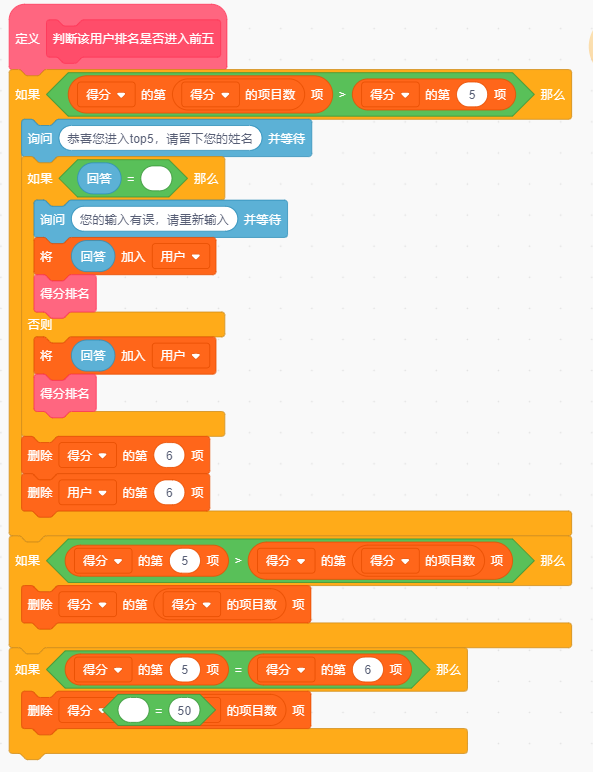 定义 判断该用户排名是否进入前五
如果 得分 的第 得分 的项目数 项 > 得分 的第 5 项 那么
询问 恭喜您进入top5，请留下您的姓名 并等待
如果 回答 = 那么
询问 您的输入有误，请重新输入 并等待
将 回答 加入 用户
得分排名
否则
将 回答 加入 用户
得分排名
删除 得分 的第 6 项
删除 用户 的第 6 项
如果 得分 的第 5 项 > 得分 的第 得分 的项目数 项 那么
删除 得分 的第 得分 的项目数 项
如果 得分 的第 5 项 = 得分 的第 6 项 那么
删除 得分 = 50 的项目数 项